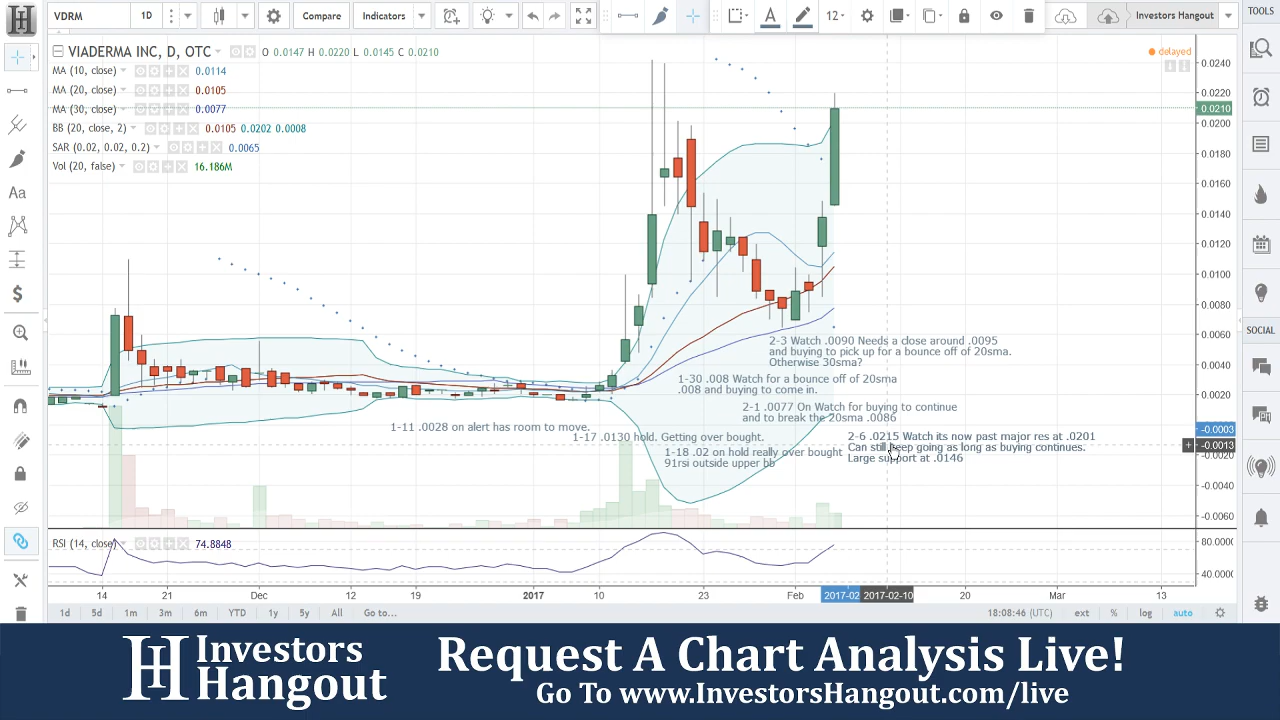 VDRM 1D Compare Indicators 12 Investors Hangout TOOLS
VIADERMA INC, D, OTC O 0.0147 H 0.0220 L 0.0145 C 0.0210
delayed
MA (10, close) 0.0114
MA (20, close) 0.0105
MA (30, close) 0.0077
BB (20, close, 2) 0.0105 0.0202 0.0008
SAR (0.02, 0.02, 0.2) 0.0065
Vol (20, false) 16.186M
0.0240
0.0220
0.0210
0.0200
0.0180
0.0160
0.0140
0.0120
0.0100
0.0080
0.0060
0.0040
0.0020
-0.0003
-0.0013
-0.0020
-0.0040
-0.0060
2-3 Watch .0090 Needs a close around .0095
and buying to pick up for a bounce off of 20sma.
Otherwise 30sma?
1-30 .008 Watch for a bounce off of 20sma
.008 and buying to come in.
2-1 .0077 On Watch for buying to continue
and to break the 20sma .0086
1-11 .0028 on alert has room to move.
1-17 .0130 hold. Getting over bought.
1-18 .02 on hold really over bought
91rsi outside upper bb
2-6 .0215 Watch its now past major res at .0201
Can still keep going as long as buying continues.
Large support at .0146
SOCIAL
RSI (14, close) 74.8848
80.0000
40.0000
14 21 Dec 12 19 2017 10 23 Feb 2017-02 2017-02-10 20 Mar 13
1d 5d 1m 3m 6m YTD 1y 5y All Go to... 18:08:46 (UTC) ext % log auto
Aa
$
A
H
Investors
Hangout
Request A Chart Analysis Live!
Go To www.InvestorsHangout.com/live